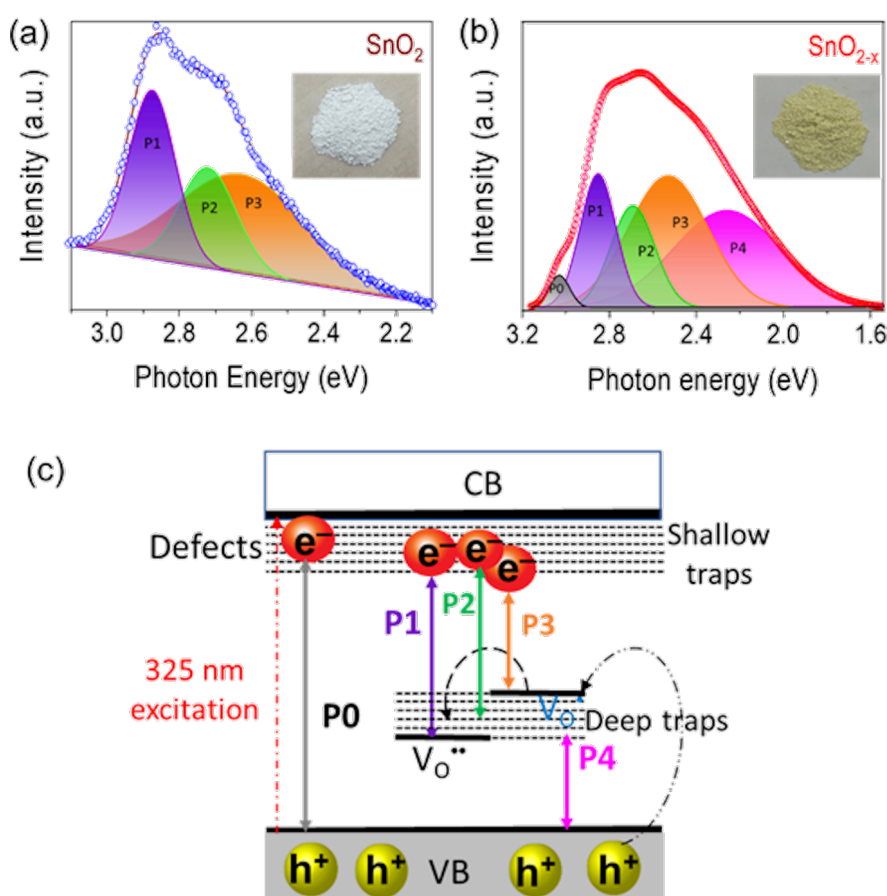 (a)
SnO₂
P1
P2
P3
Intensity (a.u.)
3.0 2.8 2.6 2.4 2.2
Photon Energy (eV)
(b)
SnO₂₋ₓ
P0
P1
P2
P3
P4
Intensity (a.u.)
3.2 2.8 2.4 2.0 1.6
Photon energy (eV)
(c)
CB
Defects
e⁻ e⁻ e⁻ e⁻
Shallow
traps
P1
P2
P3
325 nm
excitation
P0
V_O^•
Deep traps
V_O^••
P4
h⁺ h⁺ VB h⁺ h⁺